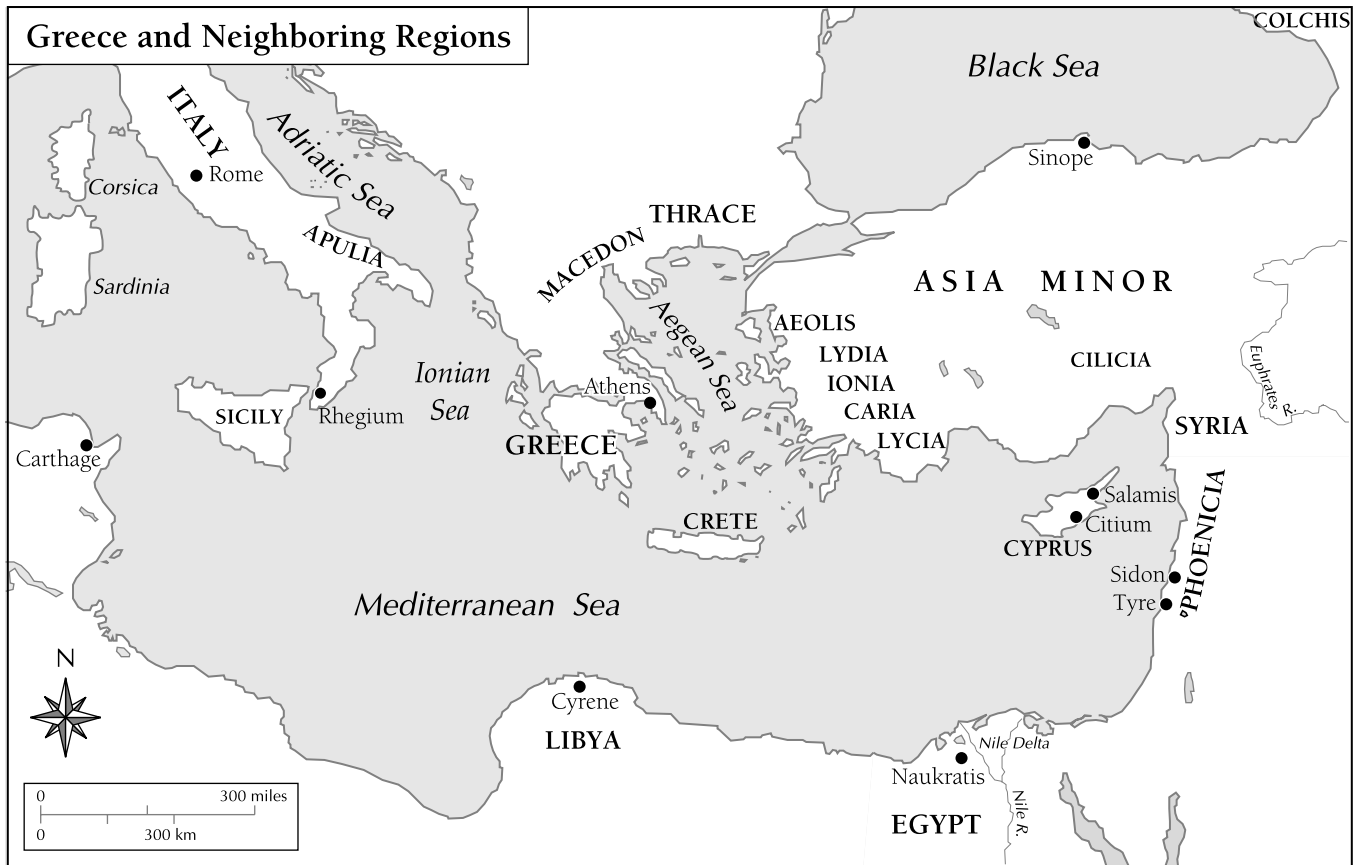 Greece and Neighboring Regions
COLCHIS
Black Sea
ITALY
Adriatic Sea
Sinope
Rome
Corsica
THRACE
APULIA
MACEDON
Sardinia
ASIA MINOR
Aegean Sea
AEOLIS
LYDIA
IONIA
CARIA
LYCIA
CILICIA
Euphrates R.
Ionian
Sea
Athens
SICILY
Rhegium
GREECE
SYRIA
Carthage
Salamis
Citium
CYPRUS
CRETE
PHOENICIA
Sidon
Tyre
Mediterranean Sea
N
Cyrene
LIBYA
Nile Delta
Naukratis
Nile R.
EGYPT
0 300 miles
0 300 km